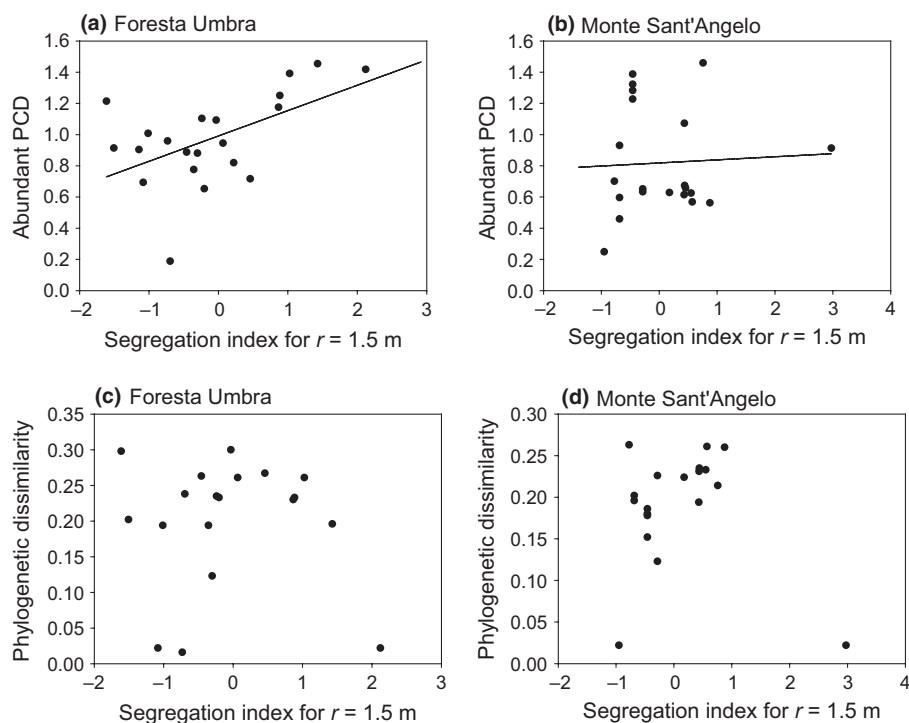 (a) Foresta Umbra
1.6
1.4
1.2
1.0
0.8
0.6
0.4
0.2
0.0
Abundant PCD
–2 –1 0 1 2 3
Segregation index for r = 1.5 m
(b) Monte Sant'Angelo
1.6
1.4
1.2
1.0
0.8
0.6
0.4
0.2
0.0
Abundant PCD
–2 –1 0 1 2 3 4
Segregation index for r = 1.5 m
(c) Foresta Umbra
0.35
0.30
0.25
0.20
0.15
0.10
0.05
0.00
Phylogenetic dissimilarity
–2 –1 0 1 2 3
Segregation index for r = 1.5 m
(d) Monte Sant'Angelo
0.30
0.25
0.20
0.15
0.10
0.05
0.00
Phylogenetic dissimilarity
–2 –1 0 1 2 3 4
Segregation index for r = 1.5 m